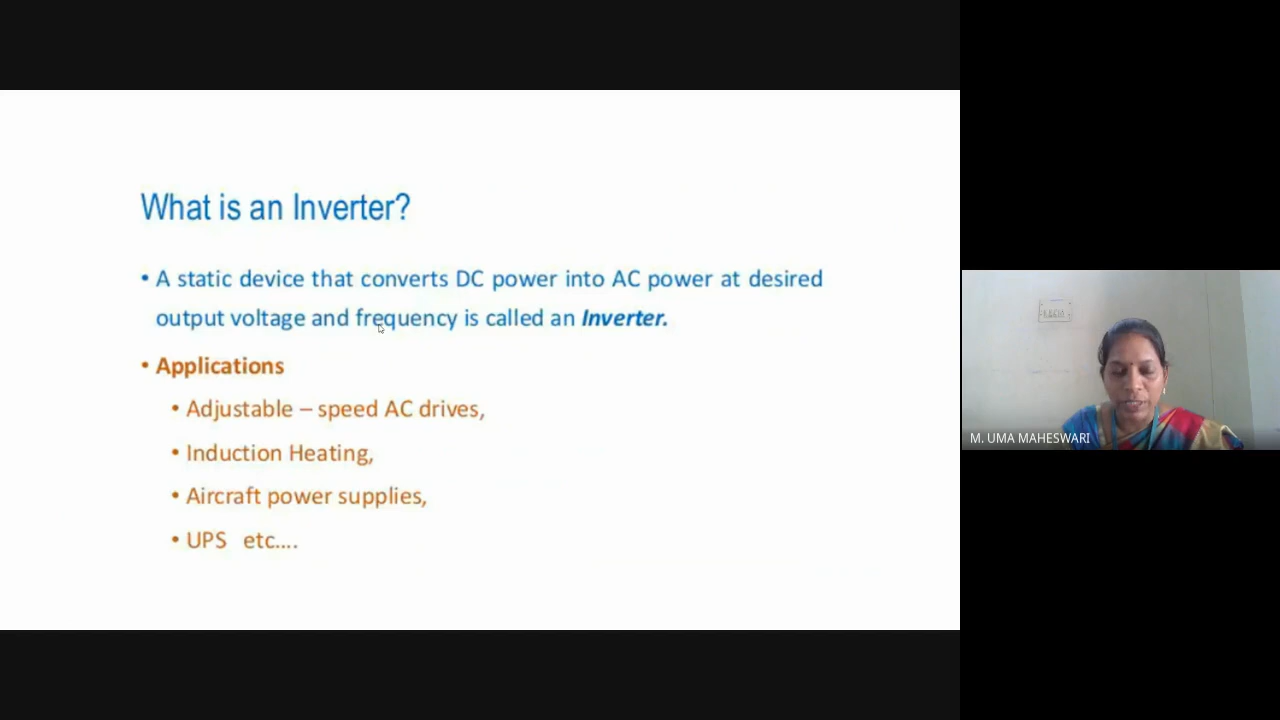 What is an Inverter?
• A static device that converts DC power into AC power at desired
output voltage and frequency is called an Inverter.
• Applications
• Adjustable – speed AC drives,
• Induction Heating,
• Aircraft power supplies,
• UPS etc....
M. UMA MAHESWARI